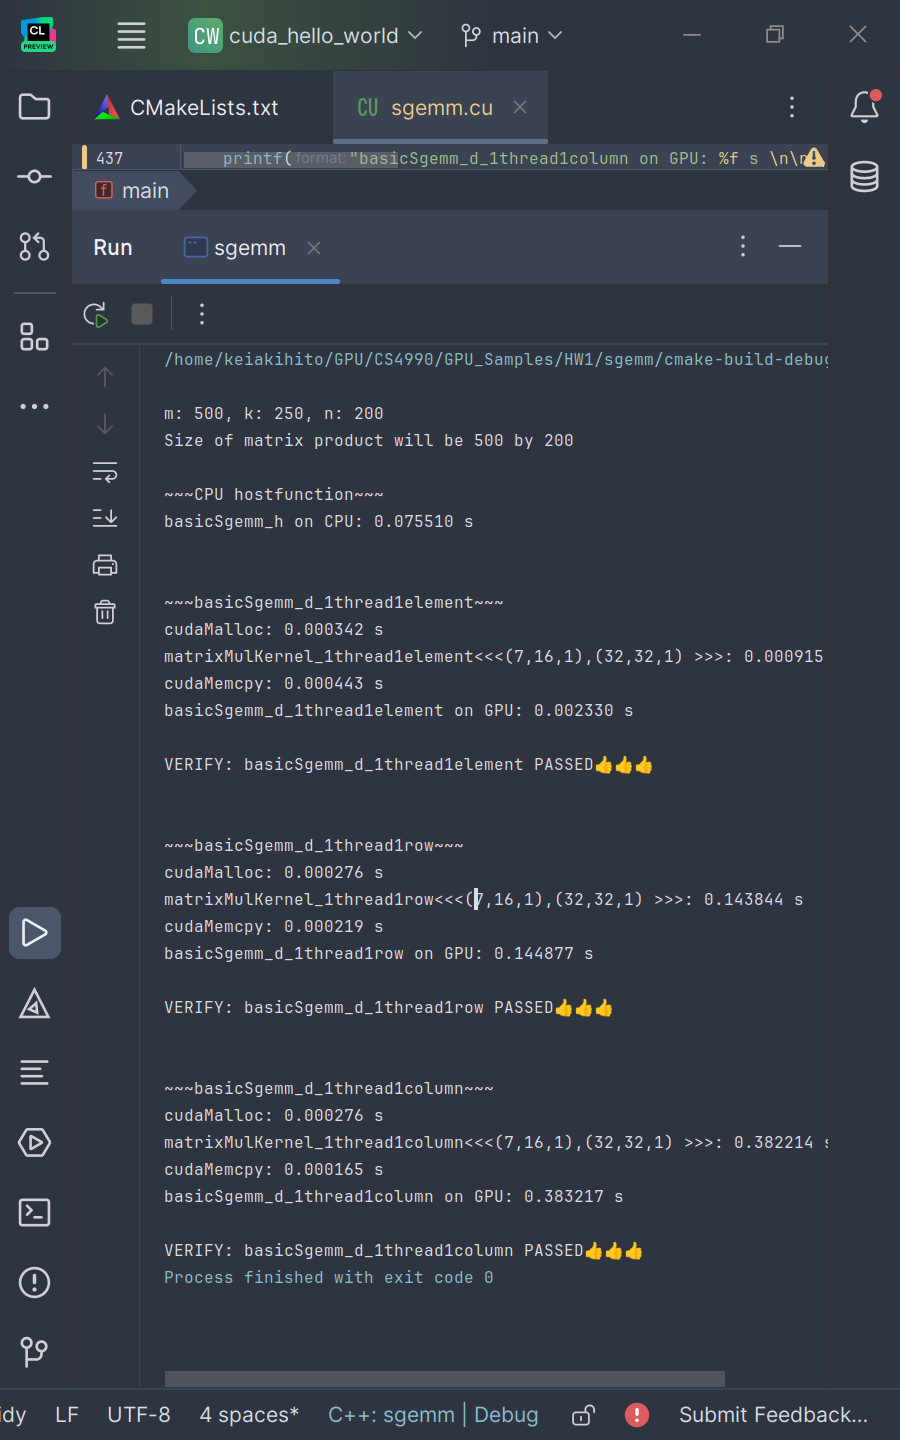 CL
PREVIEW
CW cuda_hello_world main
CMakeLists.txt
CU sgemm.cu
437 printf( format: "basicSgemm_d_1thread1column on GPU: %f s \n\n
f main
Run sgemm
/home/keiakihito/GPU/CS4990/GPU_Samples/HW1/sgemm/cmake-build-debug
m: 500, k: 250, n: 200
Size of matrix product will be 500 by 200
~~~CPU hostfunction~~~
basicSgemm_h on CPU: 0.075510 s
~~~basicSgemm_d_1thread1element~~~
cudaMalloc: 0.000342 s
matrixMulKernel_1thread1element<<<(7,16,1),(32,32,1) >>>: 0.000915
cudaMemcpy: 0.000443 s
basicSgemm_d_1thread1element on GPU: 0.002330 s
VERIFY: basicSgemm_d_1thread1element PASSED👍👍👍
~~~basicSgemm_d_1thread1row~~~
cudaMalloc: 0.000276 s
matrixMulKernel_1thread1row<<<(7,16,1),(32,32,1) >>>: 0.143844 s
cudaMemcpy: 0.000219 s
basicSgemm_d_1thread1row on GPU: 0.144877 s
VERIFY: basicSgemm_d_1thread1row PASSED👍👍👍
~~~basicSgemm_d_1thread1column~~~
cudaMalloc: 0.000276 s
matrixMulKernel_1thread1column<<<(7,16,1),(32,32,1) >>>: 0.382214 s
cudaMemcpy: 0.000165 s
basicSgemm_d_1thread1column on GPU: 0.383217 s
VERIFY: basicSgemm_d_1thread1column PASSED👍👍👍
Process finished with exit code 0
idy LF UTF-8 4 spaces* C++: sgemm | Debug Submit Feedback...